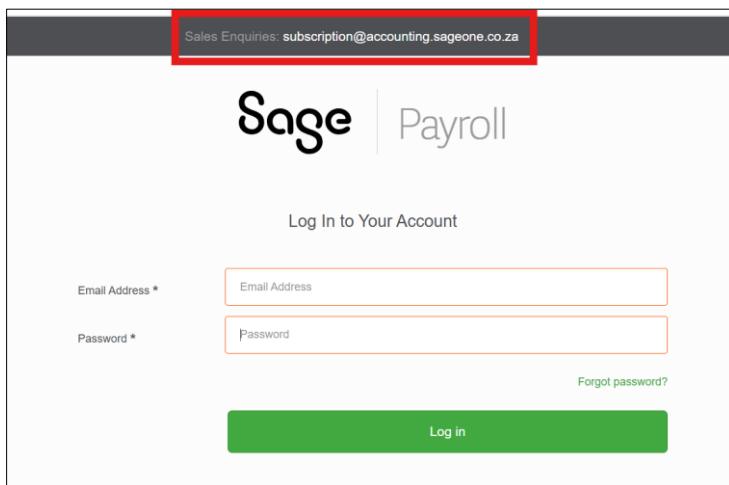 Sales Enquiries: subscription@accounting.sageone.co.za
Sage Payroll
Log In to Your Account
Email Address * Email Address
Password * Password
Forgot password?
Log in